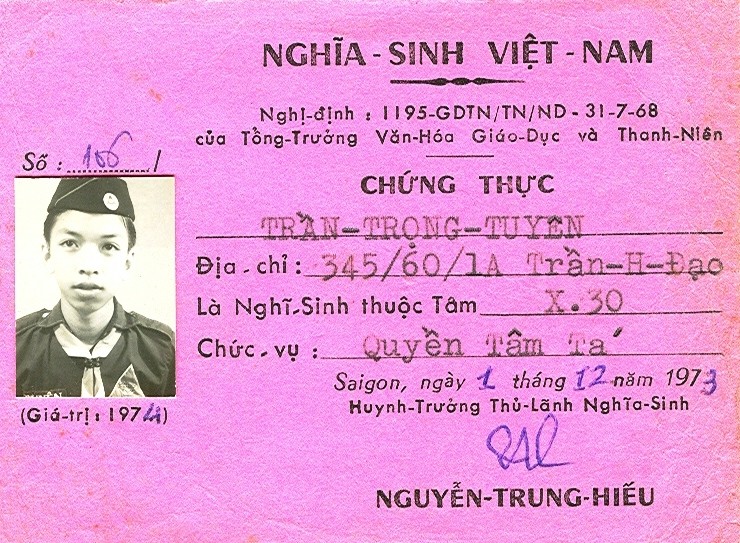 NGHĨA-SINH VIỆT-NAM
Nghị-định : 1195-GDTN/TN/ND - 31-7-68
của Tổng-Trưởng Văn-Hóa Giáo-Dục và Thanh-Niên
Số : 106 /
CHỨNG THỰC
TRẦN-TRỌNG-TUYÊN
Địa-chỉ : 345/60/1A Trần-H-Đạo
Là Nghĩ-Sinh thuộc Tâm X.30
Chức-vụ : Quyền Tâm Tá
Saigon, ngày 1 tháng 12 năm 1973
(Giá-trị : 1974)
Huynh-Trưởng Thủ-Lãnh Nghĩa-Sinh
NGUYỄN-TRUNG-HIẾU